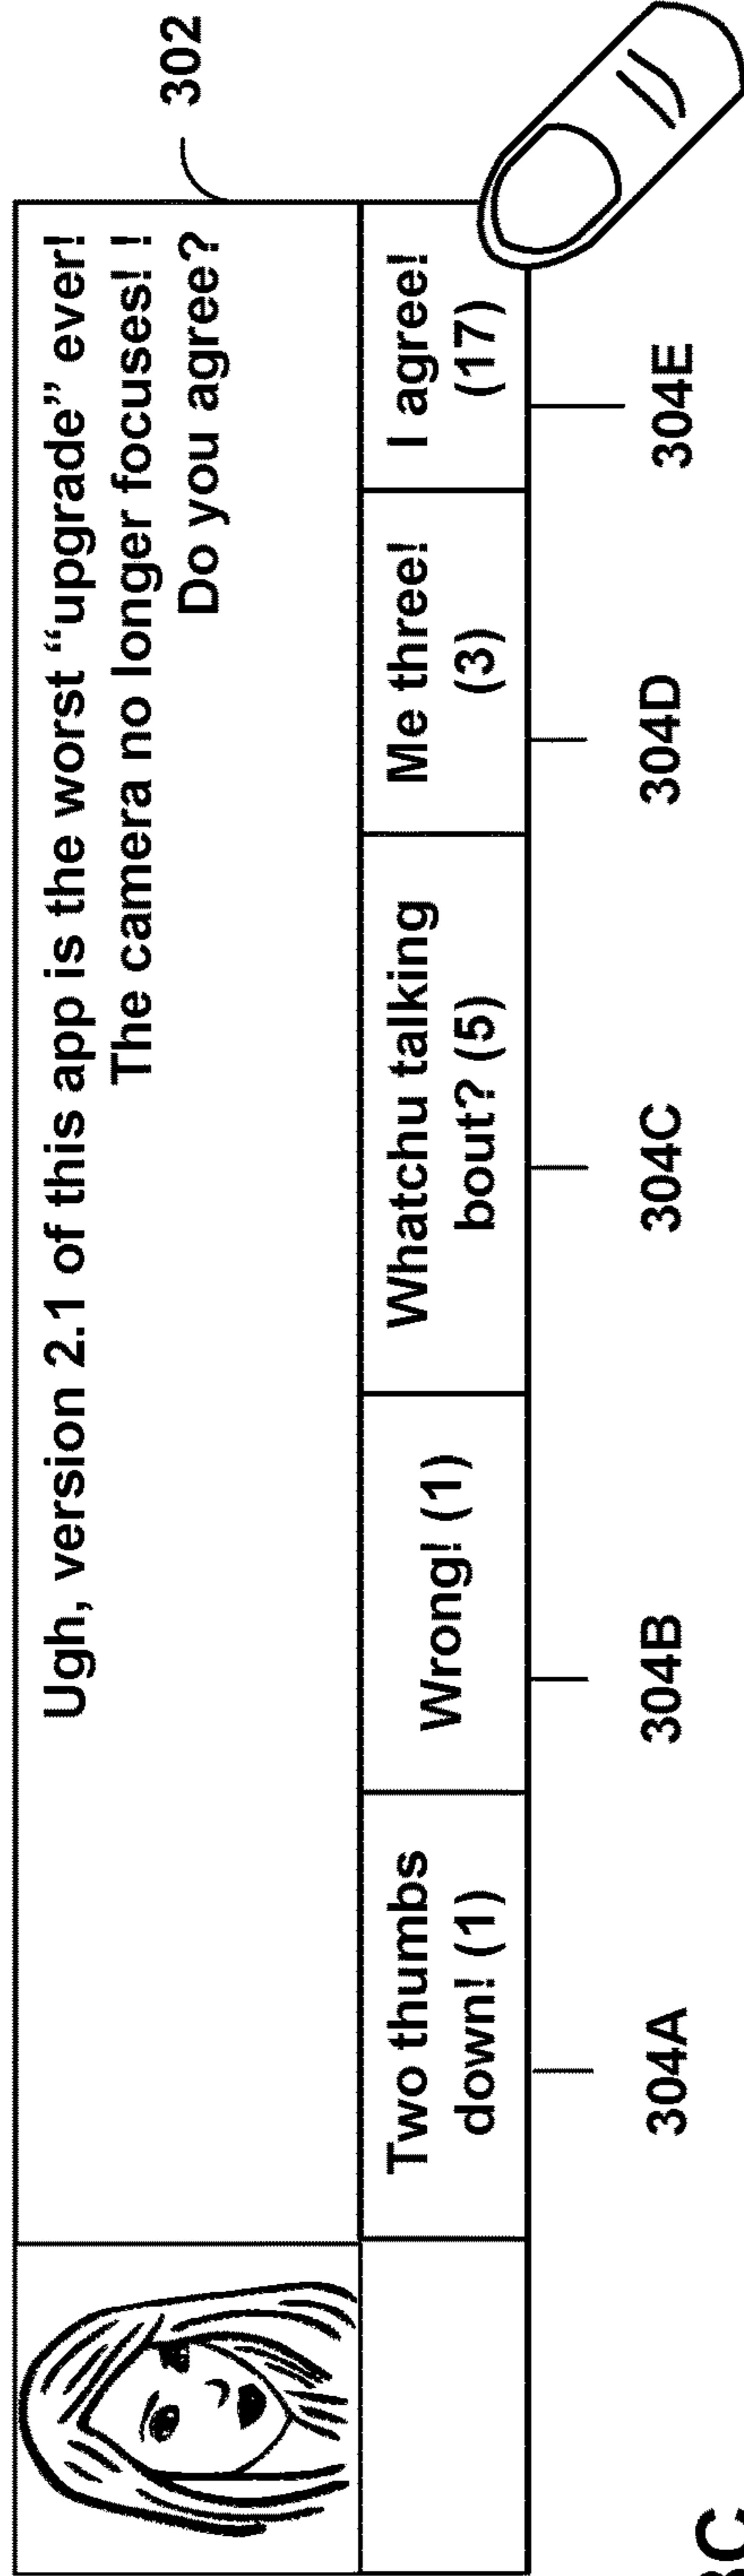 302
Ugh, version 2.1 of this app is the worst “upgrade” ever!
The camera no longer focuses! !
Do you agree?
Two thumbs
down! (1)
Wrong! (1)
Whatchu talking
bout? (5)
Me three!
(3)
I agree!
(17)
304A
304B
304C
304D
304E